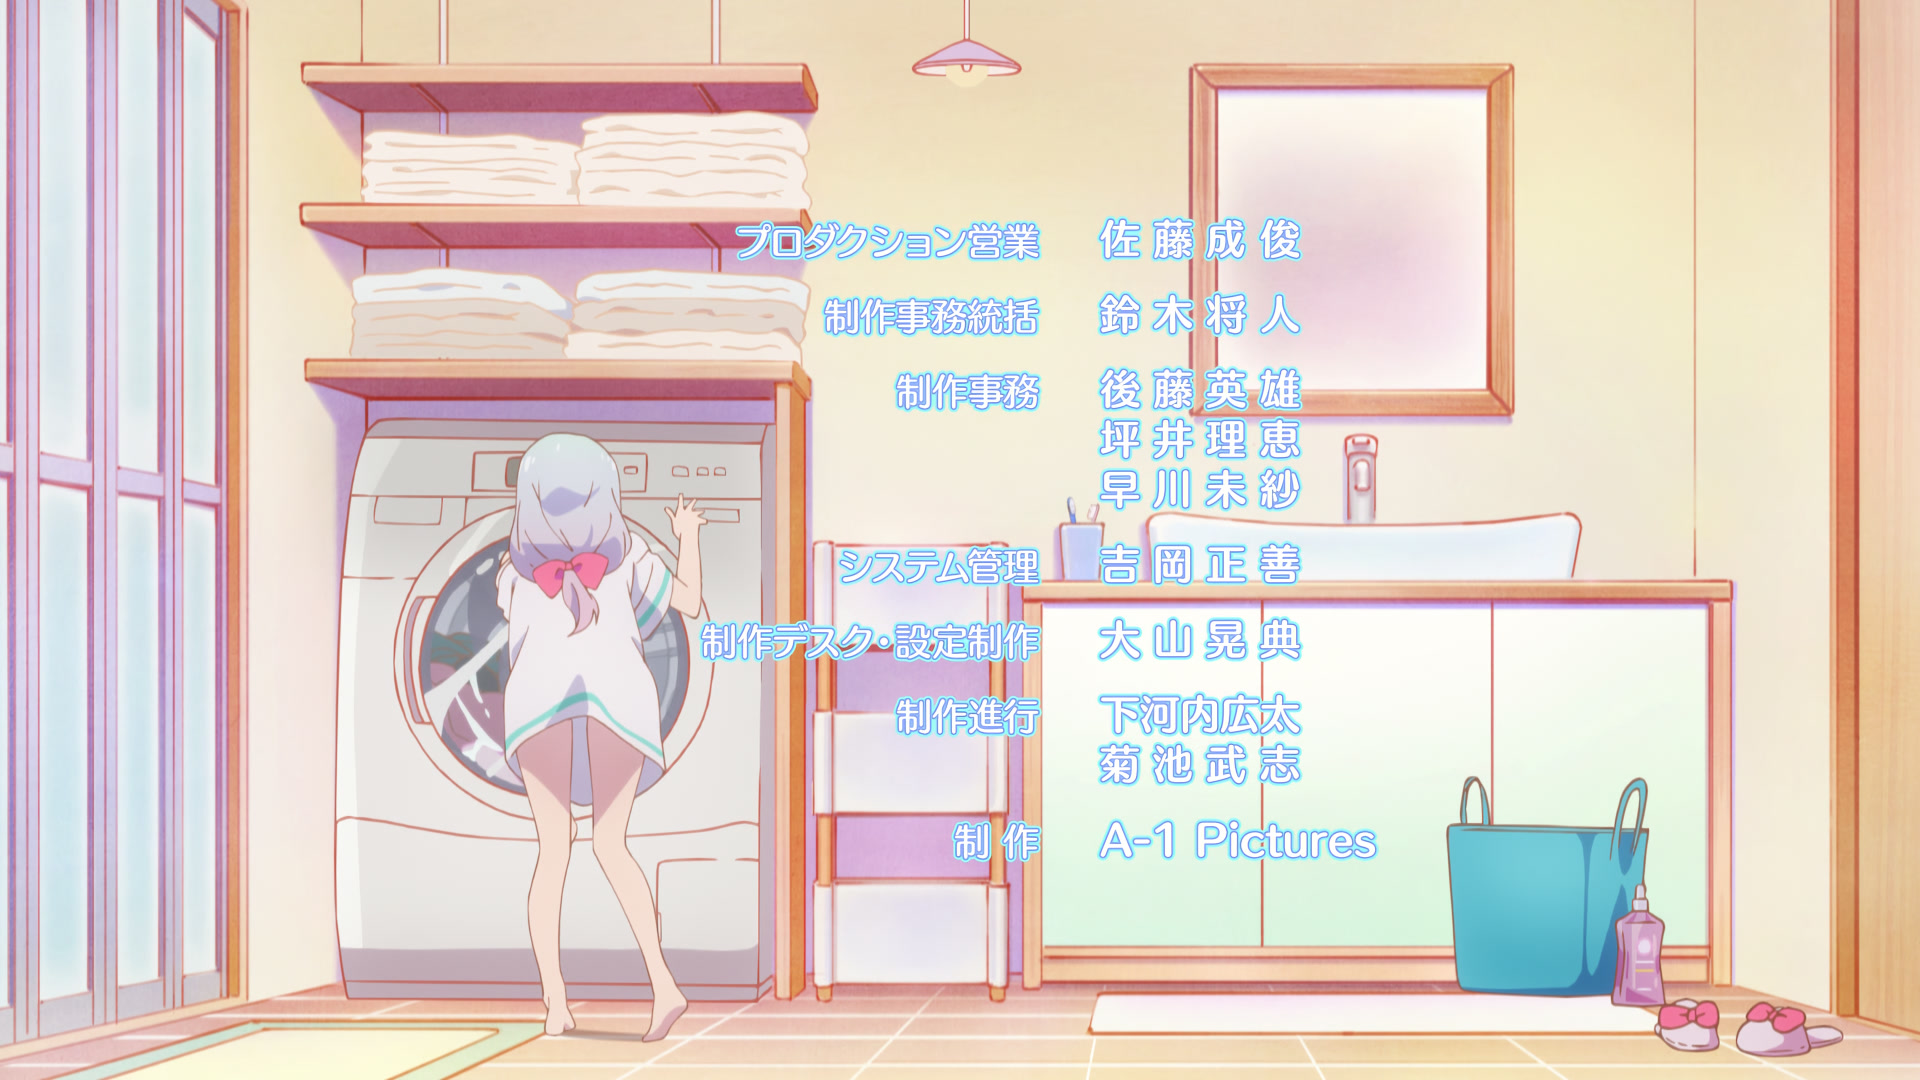 プロダクション営業 佐藤成俊
制作事務統括 鈴木将人
制作事務 後藤英雄
坪井理恵
早川未紗
システム管理 吉岡正善
制作デスク・設定制作 大山晃典
制作進行 下河内広太
菊池武志
制作 A-1 Pictures